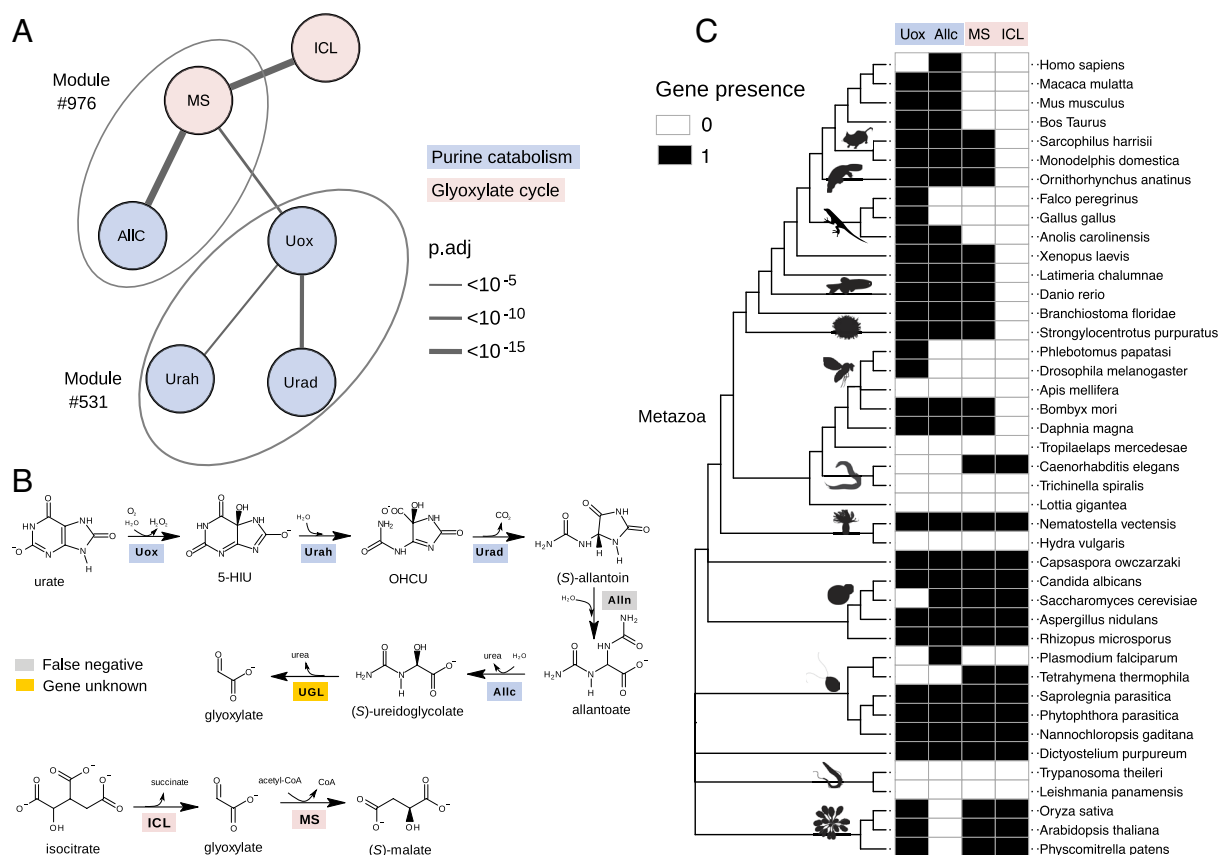 A
ICL
Module
#976
MS
AllC
Uox
Urah
Urad
Module
#531
Purine catabolism
Glyoxylate cycle
p.adj
<10-5
<10-10
<10-15
B
urate
O2
H2O
H2O2
Uox
5-HIU
H2O
Urah
OHCU
CO2
Urad
(S)-allantoin
H2O
Alln
allantoate
urea
H2O
Allc
(S)-ureidoglycolate
urea
UGL
glyoxylate
False negative
Gene unknown
isocitrate
succinate
ICL
glyoxylate
acetyl-CoA
CoA
MS
(S)-malate
C
Uox Allc MS ICL
Gene presence
0
1
Metazoa
Homo sapiens
Macaca mulatta
Mus musculus
Bos Taurus
Sarcophilus harrisii
Monodelphis domestica
Ornithorhynchus anatinus
Falco peregrinus
Gallus gallus
Anolis carolinensis
Xenopus laevis
Latimeria chalumnae
Danio rerio
Branchiostoma floridae
Strongylocentrotus purpuratus
Phlebotomus papatasi
Drosophila melanogaster
Apis mellifera
Bombyx mori
Daphnia magna
Tropilaelaps mercedesae
Caenorhabditis elegans
Trichinella spiralis
Lottia gigantea
Nematostella vectensis
Hydra vulgaris
Capsaspora owczarzaki
Candida albicans
Saccharomyces cerevisiae
Aspergillus nidulans
Rhizopus microsporus
Plasmodium falciparum
Tetrahymena thermophila
Saprolegnia parasitica
Phytophthora parasitica
Nannochloropsis gaditana
Dictyostelium purpureum
Trypanosoma theileri
Leishmania panamensis
Oryza sativa
Arabidopsis thaliana
Physcomitrella patens